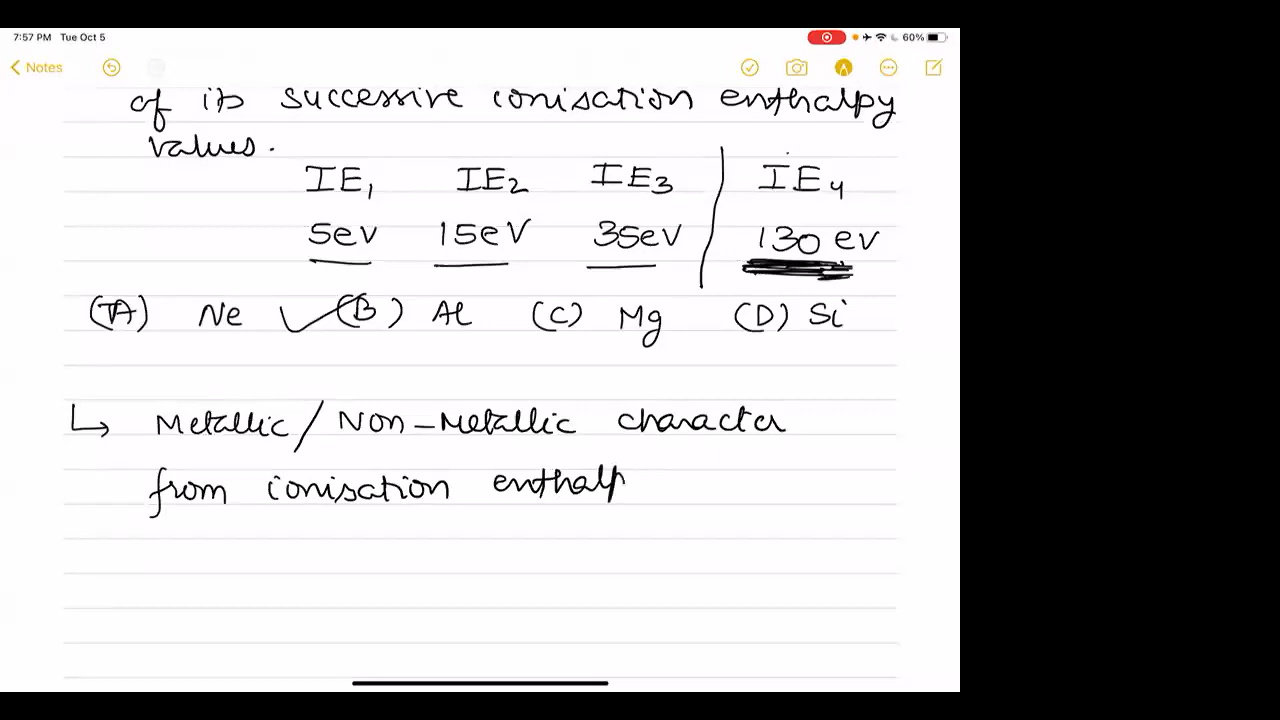 7:57 PM Tue Oct 5
60%
Notes
of its successive ionisation enthalpy
values.
IE₁ IE₂ IE₃ IE₄
5ev 15eV 35eV 130 ev
(A) Ne (B) Al (C) Mg (D) Si
↳ Metallic / Non-Metallic character
from ionisation enthalp